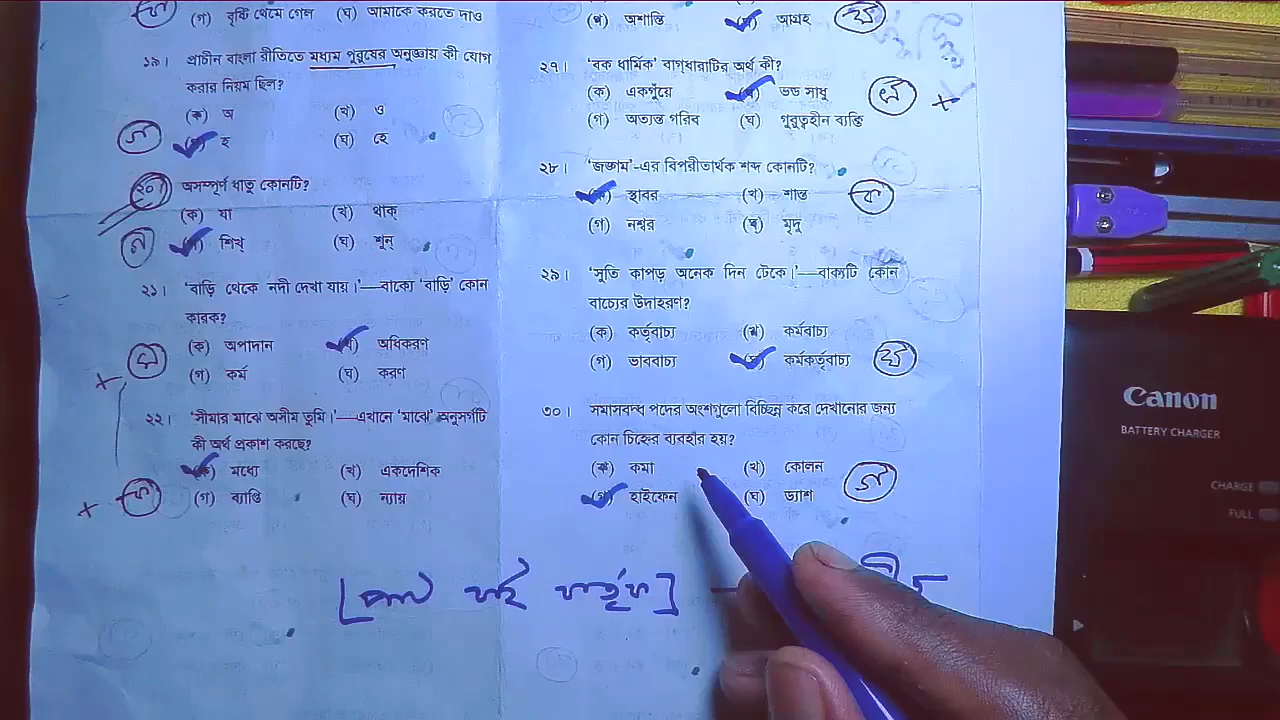 (গ) বৃষ্টি থেমে গেল (ঘ) আমাকে করতে দাও
১৯। প্রাচীন বাংলা রীতিতে মধ্যম পুরুষের অনুজ্ঞায় কী যোগ
করার নিয়ম ছিল?
(ক) অ (খ) ও
হ (ঘ) হে
গ
২০। অসম্পূর্ণ ধাতু কোনটি?
(ক) যা (খ) থাক্
শিখ্ (ঘ) শুন্
২১। 'বাড়ি থেকে নদী দেখা যায়।'—বাক্যে 'বাড়ি' কোন
কারক?
(ক) অপাদান অধিকরণ
(গ) কর্ম (ঘ) করণ
২২। 'সীমার মাঝে অসীম তুমি।'—এখানে 'মাঝে' অনুসর্গটি
কী অর্থ প্রকাশ করছে?
(ক) মধ্যে (খ) একদেশিক
(গ) ব্যাপ্তি (ঘ) ন্যায়
(গ) অশান্তি আগ্রহ
২৭। 'বক ধার্মিক' বাগ্‌ধারাটির অর্থ কী?
(ক) একগুঁয়ে ভণ্ড সাধু
(গ) অত্যন্ত গরিব (ঘ) গুরুত্বহীন ব্যক্তি
২৮। 'জঙ্গম'-এর বিপরীতার্থক শব্দ কোনটি?
(ক) স্থাবর (খ) শান্ত
(গ) নশ্বর (ঘ) মৃদু
ক
২৯। 'সুতি কাপড় অনেক দিন টেকে।'—বাক্যটি কোন
বাচ্যের উদাহরণ?
(ক) কর্তৃবাচ্য (খ) কর্মবাচ্য
(গ) ভাববাচ্য কর্মকর্তৃবাচ্য
৩০। সমাসবদ্ধ পদের অংশগুলো বিচ্ছিন্ন করে দেখানোর জন্য
কোন চিহ্নের ব্যবহার হয়?
(ক) কমা (খ) কোলন
(গ) হাইফেন (ঘ) ড্যাশ
গ
Canon
BATTERY CHARGER
CHARGE
FULL